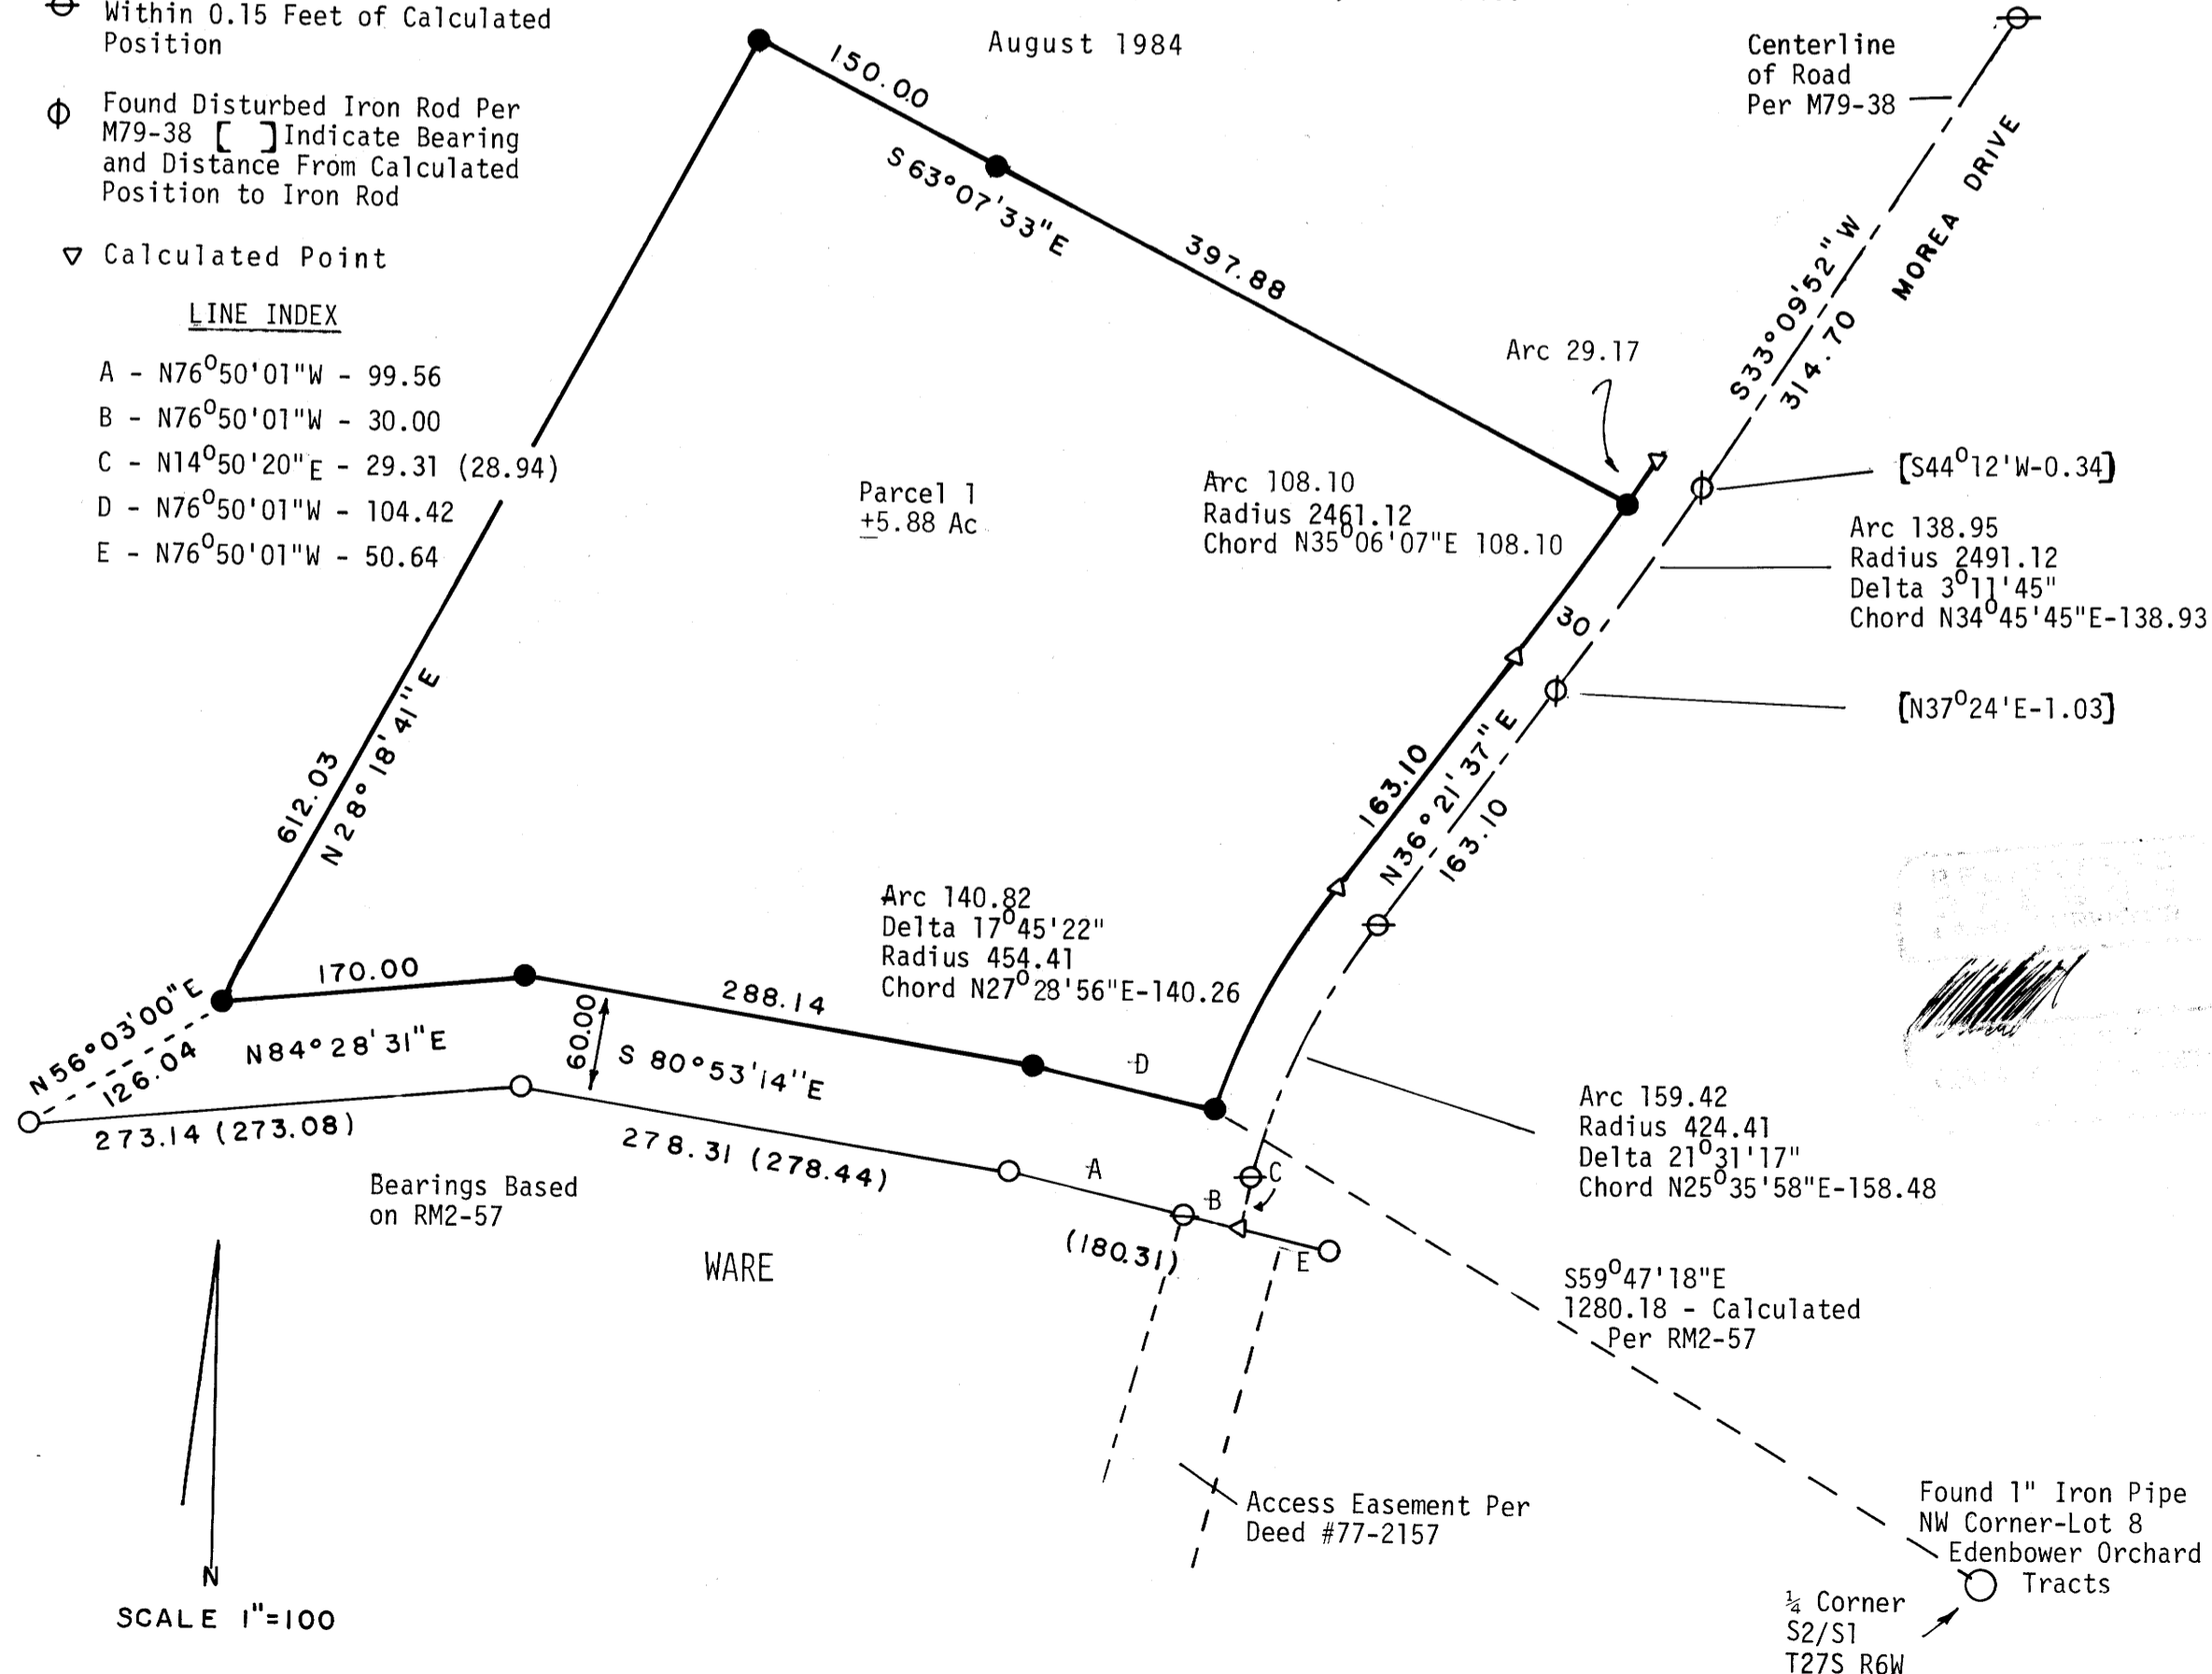 Within 0.15 Feet of Calculated
Position
Found Disturbed Iron Rod Per
M79-38 [ ] Indicate Bearing
and Distance From Calculated
Position to Iron Rod
Calculated Point
LINE INDEX
A - N76°50'01"W - 99.56
B - N76°50'01"W - 30.00
C - N14°50'20"E - 29.31 (28.94)
D - N76°50'01"W - 104.42
E - N76°50'01"W - 50.64
August 1984
150.00
S63°07'33"E
397.88
Centerline
of Road
Per M79-38
MOREA DRIVE
S33°09'52"W
314.70
Arc 29.17
[S44°12'W-0.34]
Parcel 1
±5.88 Ac
Arc 108.10
Radius 2461.12
Chord N35°06'07"E 108.10
Arc 138.95
Radius 2491.12
Delta 3°11'45"
Chord N34°45'45"E-138.93
30
[N37°24'E-1.03]
612.03
N28°18'41"E
163.10
N36°21'37"E
163.10
Arc 140.82
Delta 17°45'22"
Radius 454.41
Chord N27°28'56"E-140.26
170.00
N84°28'31"E
288.14
60.00
S 80°53'14"E
D
N56°03'00"E
126.04
273.14 (273.08)
278.31 (278.44)
A
B
C
E
(180.31)
Arc 159.42
Radius 424.41
Delta 21°31'17"
Chord N25°35'58"E-158.48
Bearings Based
on RM2-57
WARE
S59°47'18"E
1280.18 - Calculated
Per RM2-57
Access Easement Per
Deed #77-2157
Found 1" Iron Pipe
NW Corner-Lot 8
Edenbower Orchard
Tracts
¼ Corner
S2/S1
T27S R6W
N
SCALE 1"=100